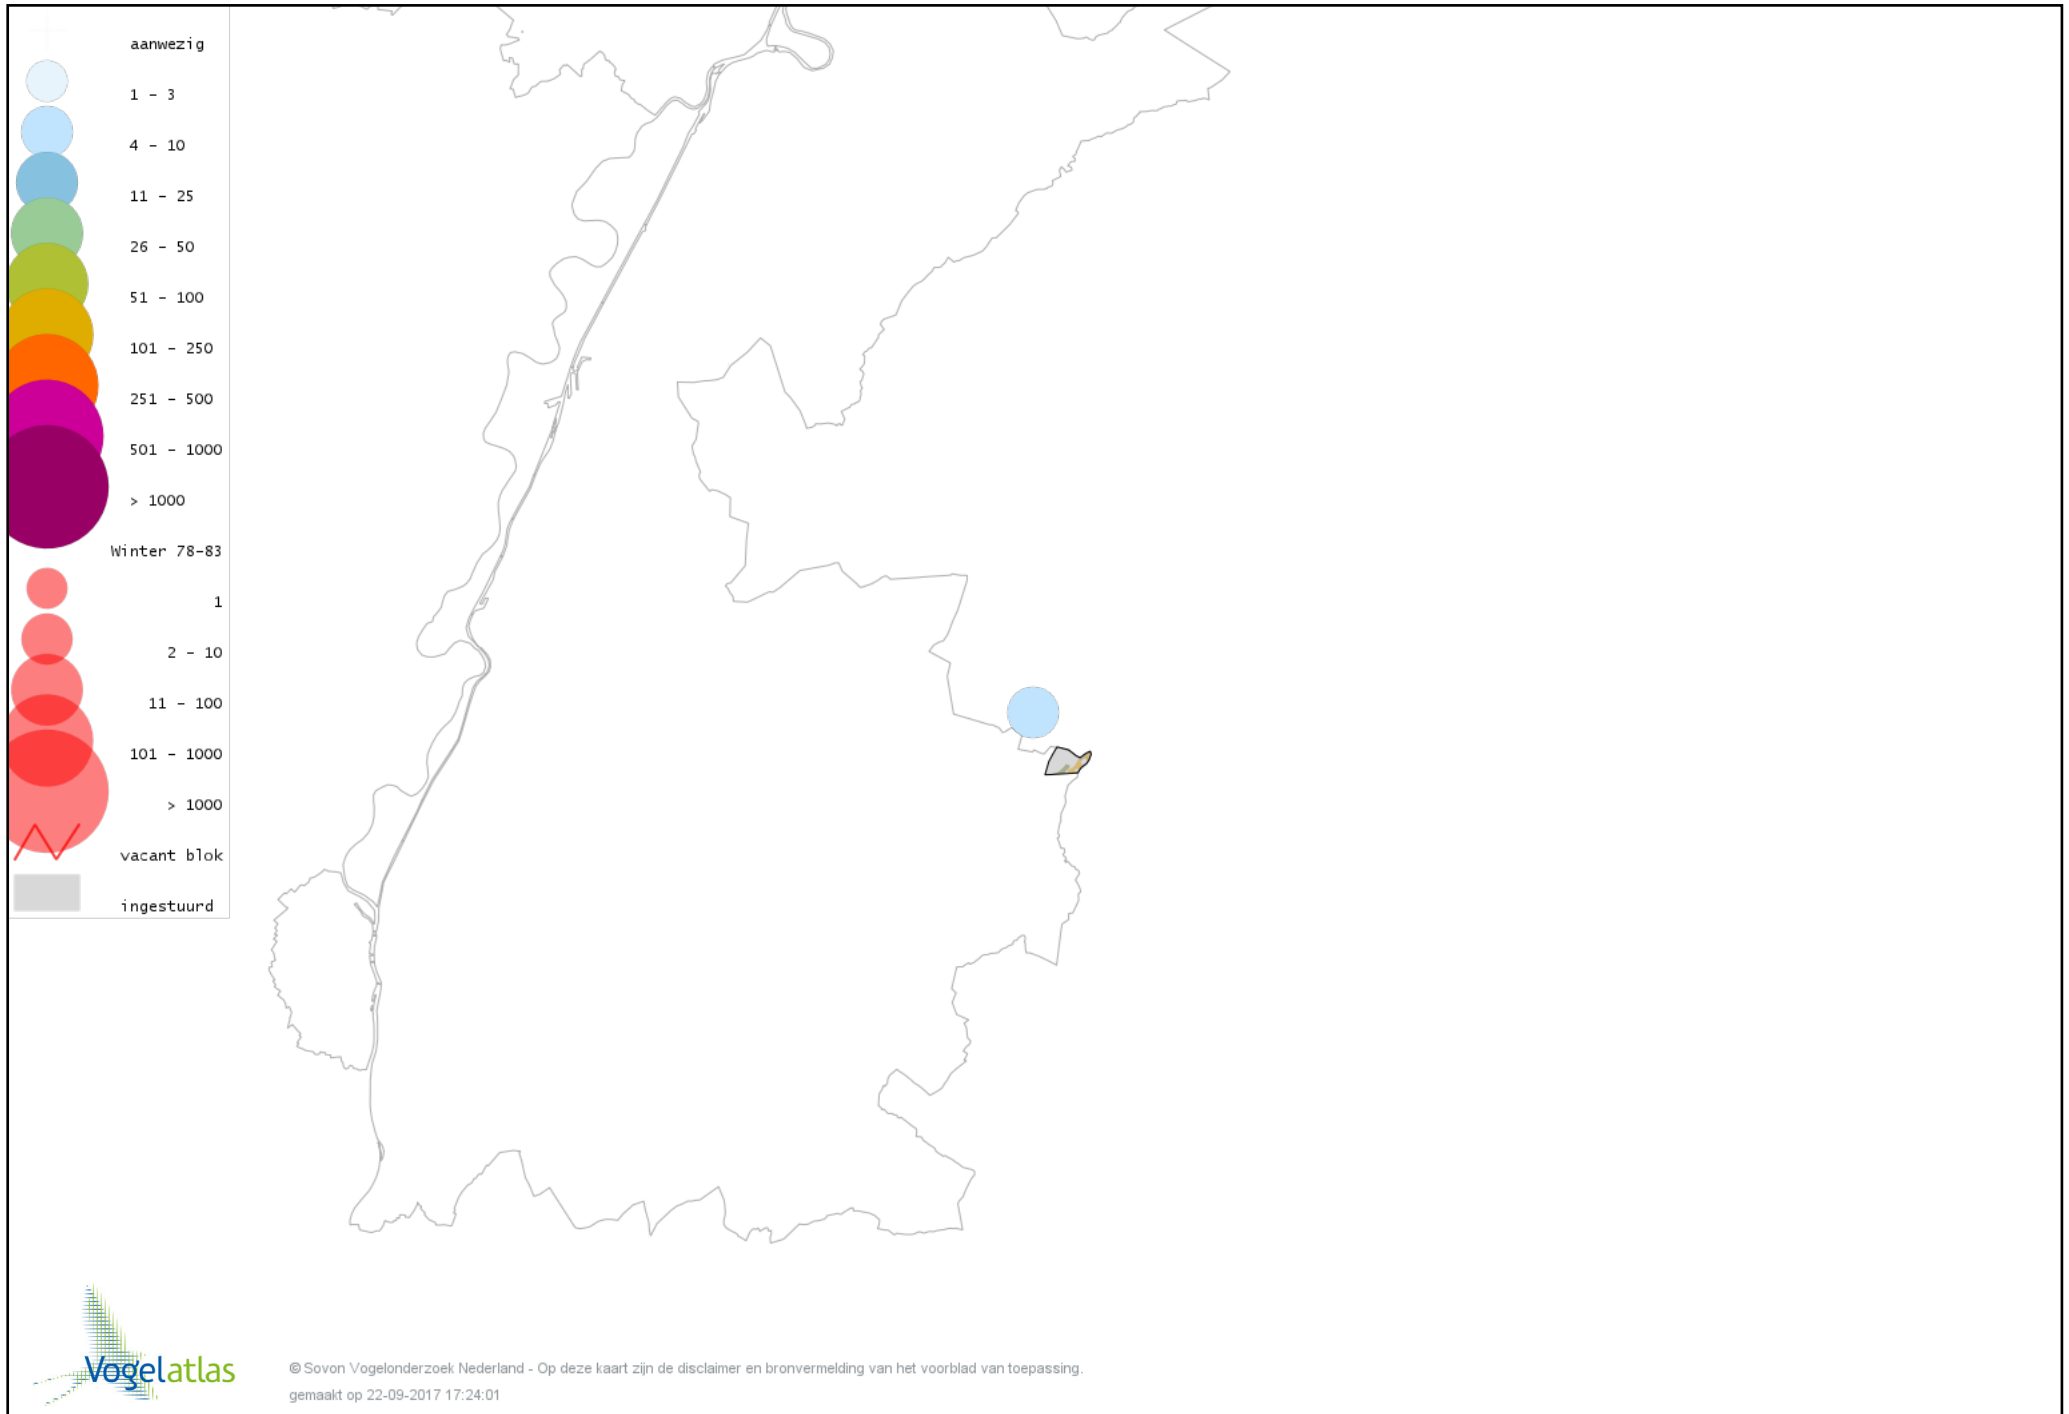 aanwezig
1 - 3
4 - 10
11 - 25
26 - 50
51 - 100
101 - 250
251 - 500
501 - 1000
> 1000
Winter 78-83
1
2 - 10
11 - 100
101 - 1000
> 1000
vacant blok
ingestuurd
Vogelatlas
© Sovon Vogelonderzoek Nederland - Op deze kaart zijn de disclaimer en bronvermelding van het voorblad van toepassing.
gemaakt op 22-09-2017 17:24:01